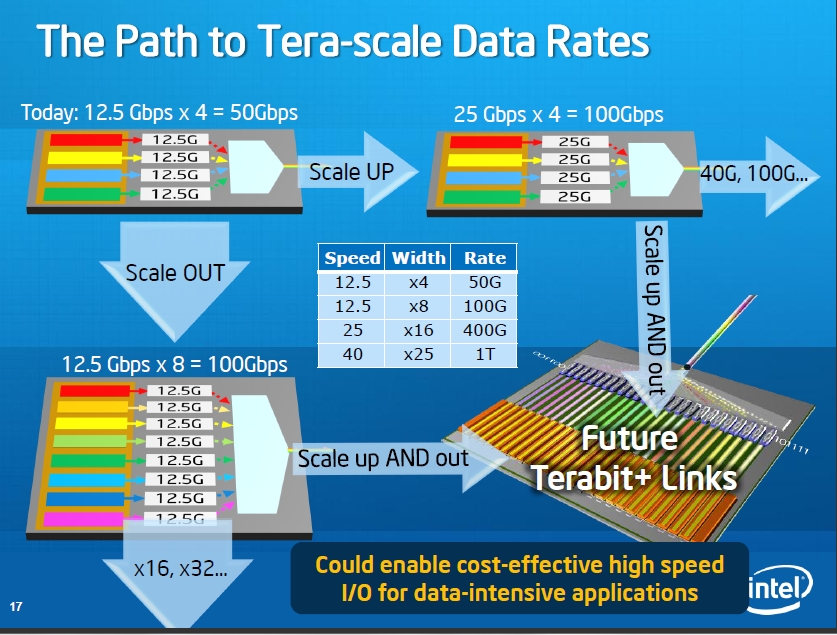 The Path to Tera-scale Data Rates
Today: 12.5 Gbps x 4 = 50Gbps
12.5G
12.5G
12.5G
12.5G
Scale UP
25 Gbps x 4 = 100Gbps
25G
25G
25G
25G
40G, 100G...
Scale OUT
Speed Width Rate
12.5 x4 50G
12.5 x8 100G
25 x16 400G
40 x25 1T
Scale up AND out
12.5 Gbps x 8 = 100Gbps
12.5G
12.5G
12.5G
12.5G
12.5G
12.5G
12.5G
12.5G
Scale up AND out
Future
Terabit+ Links
x16, x32...
Could enable cost-effective high speed
I/O for data-intensive applications
intel
17